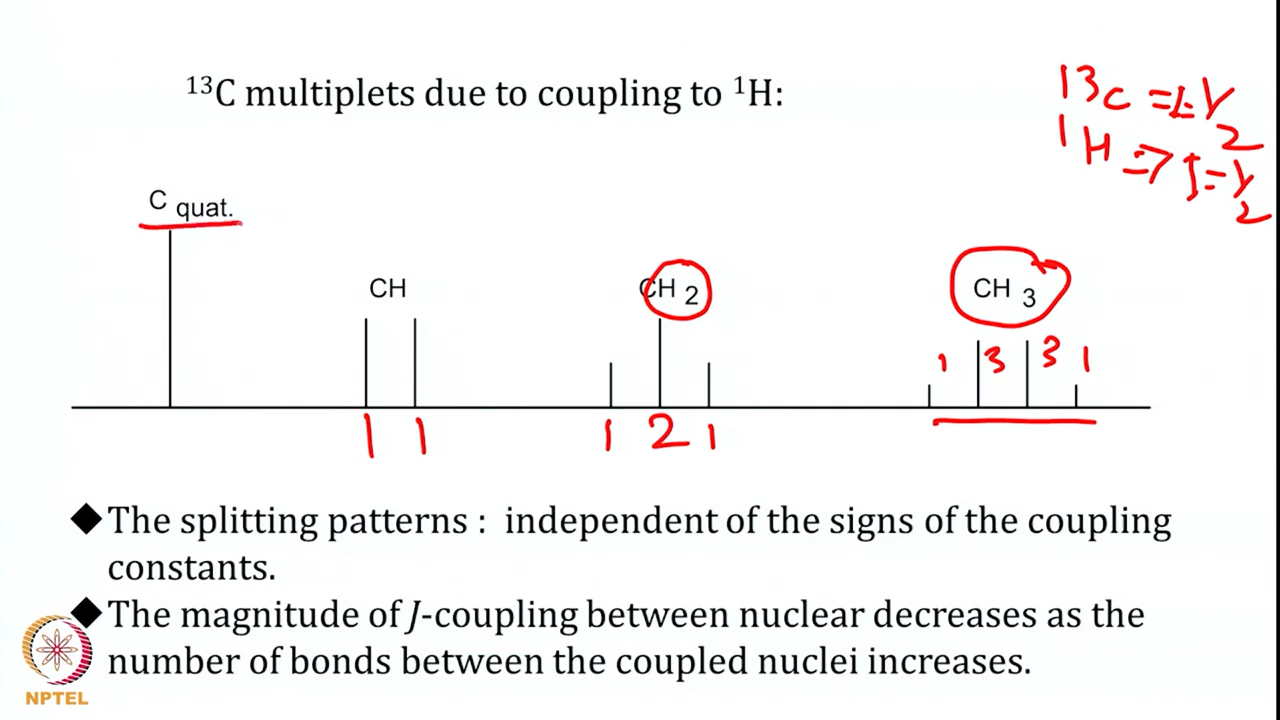 ¹³C multiplets due to coupling to ¹H:
¹³C = I = 1/2
¹H => I = 1/2
C quat.
CH
CH 2
CH 3
1 3 3 1
1 1
1 2 1
◆ The splitting patterns : independent of the signs of the coupling
constants.
◆ The magnitude of J-coupling between nuclear decreases as the
number of bonds between the coupled nuclei increases.
NPTEL